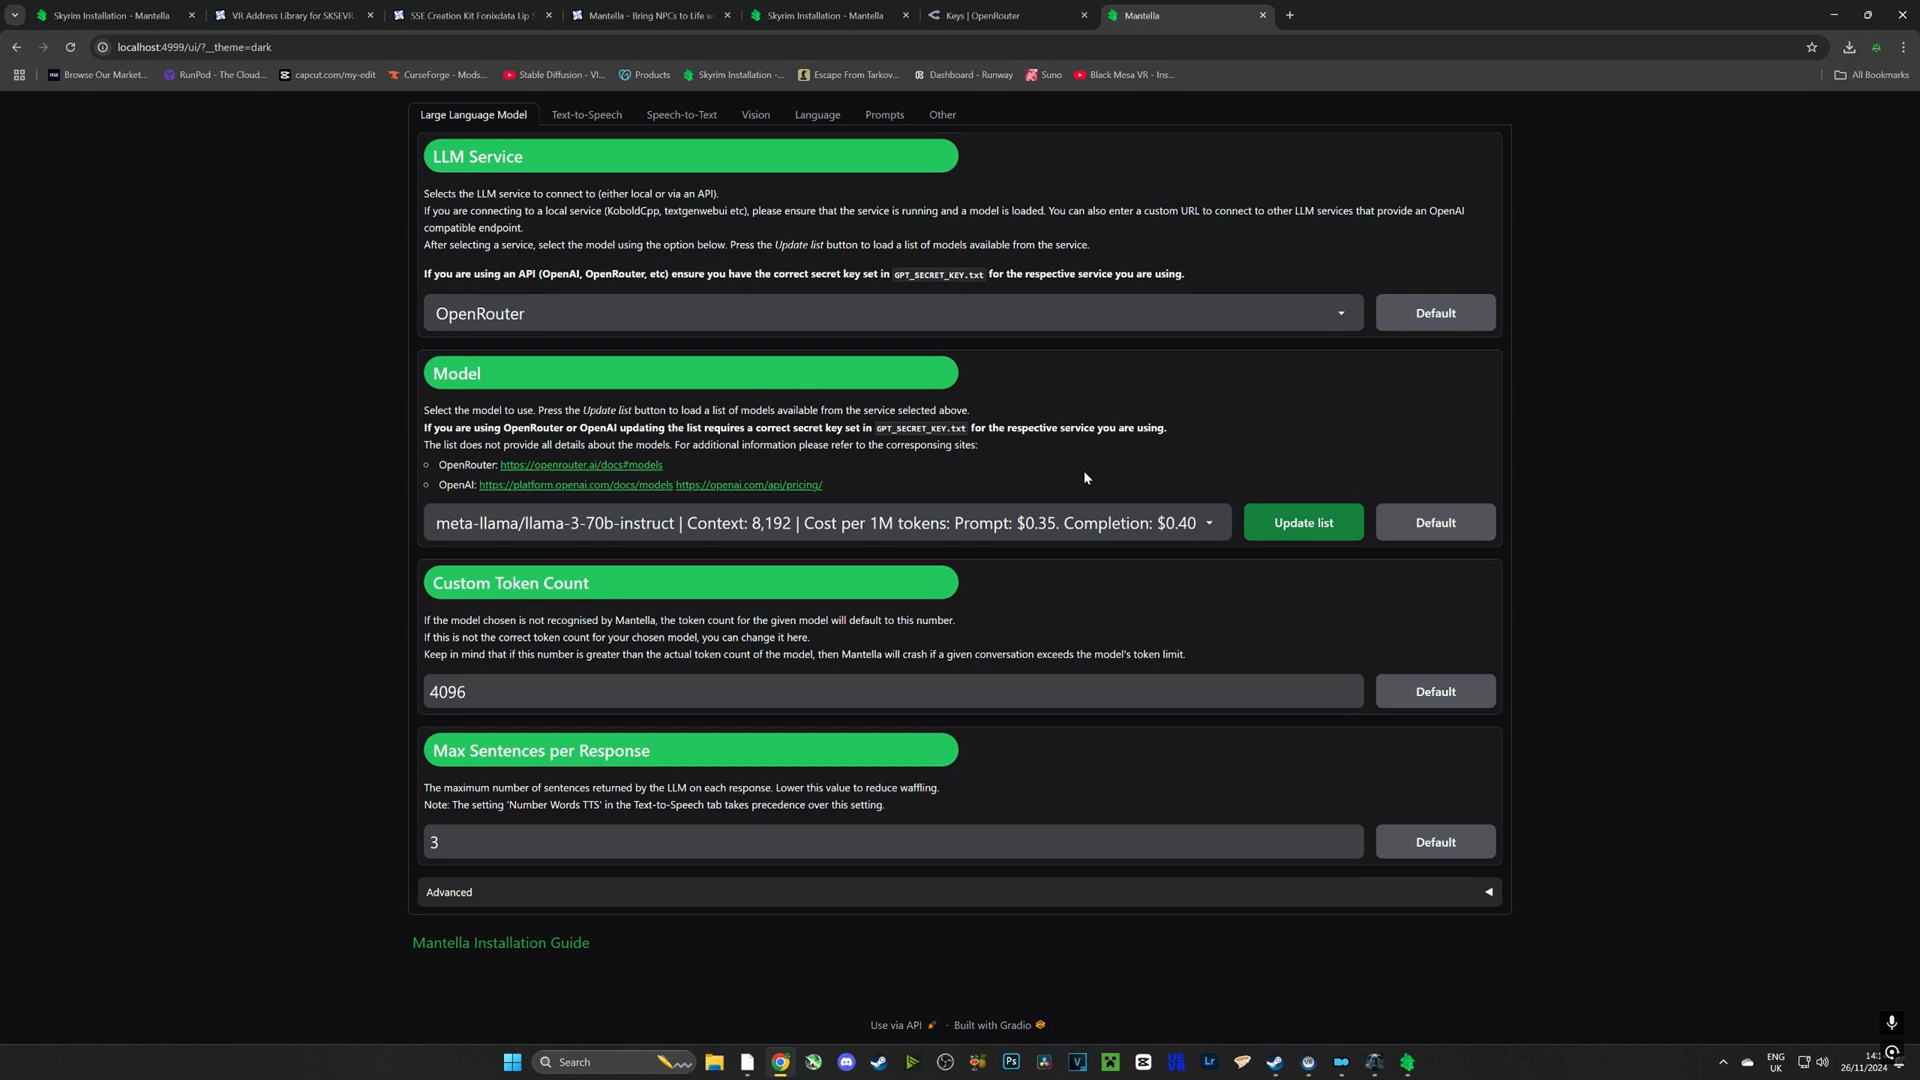 Skyrim Installation - Mantella
VR Address Library for SKSEVR
SSE Creation Kit Fonixdata Lip S
Mantella - Bring NPCs to Life w
Skyrim Installation - Mantella
Keys | OpenRouter
Mantella
localhost:4999/ui/?__theme=dark
Browse Our Market...
RunPod - The Cloud...
capcut.com/my-edit
CurseForge - Mods...
Stable Diffusion - VI...
Products
Skyrim Installation -...
Escape From Tarkov...
Dashboard - Runway
Suno
Black Mesa VR - Ins...
All Bookmarks
Large Language Model
Text-to-Speech
Speech-to-Text
Vision
Language
Prompts
Other
LLM Service
Selects the LLM service to connect to (either local or via an API).
If you are connecting to a local service (KoboldCpp, textgenwebui etc), please ensure that the service is running and a model is loaded. You can also enter a custom URL to connect to other LLM services that provide an OpenAI
compatible endpoint.
After selecting a service, select the model using the option below. Press the Update list button to load a list of models available from the service.
If you are using an API (OpenAI, OpenRouter, etc) ensure you have the correct secret key set in GPT_SECRET_KEY.txt for the respective service you are using.
OpenRouter
Default
Model
Select the model to use. Press the Update list button to load a list of models available from the service selected above.
If you are using OpenRouter or OpenAI updating the list requires a correct secret key set in GPT_SECRET_KEY.txt for the respective service you are using.
The list does not provide all details about the models. For additional information please refer to the corresponsing sites:
OpenRouter: https://openrouter.ai/docs#models
OpenAI: https://platform.openai.com/docs/models https://openai.com/api/pricing/
meta-llama/llama-3-70b-instruct | Context: 8,192 | Cost per 1M tokens: Prompt: $0.35. Completion: $0.40
Update list
Default
Custom Token Count
If the model chosen is not recognised by Mantella, the token count for the given model will default to this number.
If this is not the correct token count for your chosen model, you can change it here.
Keep in mind that if this number is greater than the actual token count of the model, then Mantella will crash if a given conversation exceeds the model's token limit.
4096
Default
Max Sentences per Response
The maximum number of sentences returned by the LLM on each response. Lower this value to reduce waffling.
Note: The setting 'Number Words TTS' in the Text-to-Speech tab takes precedence over this setting.
3
Default
Advanced
Mantella Installation Guide
Use via API
· Built with Gradio
Search
Ps
V
Lr
VR
ENG
UK
14:1
26/11/2024